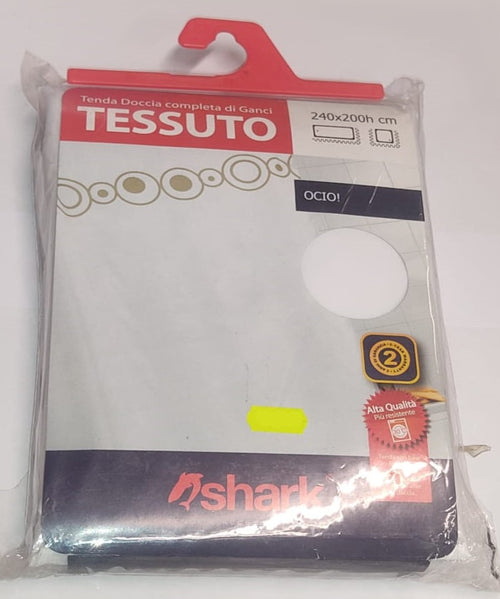 Tenda Doccia completa di Ganci
TESSUTO
240x200h cm
OCIO!
2
Alta Qualità
Più resistente
shark